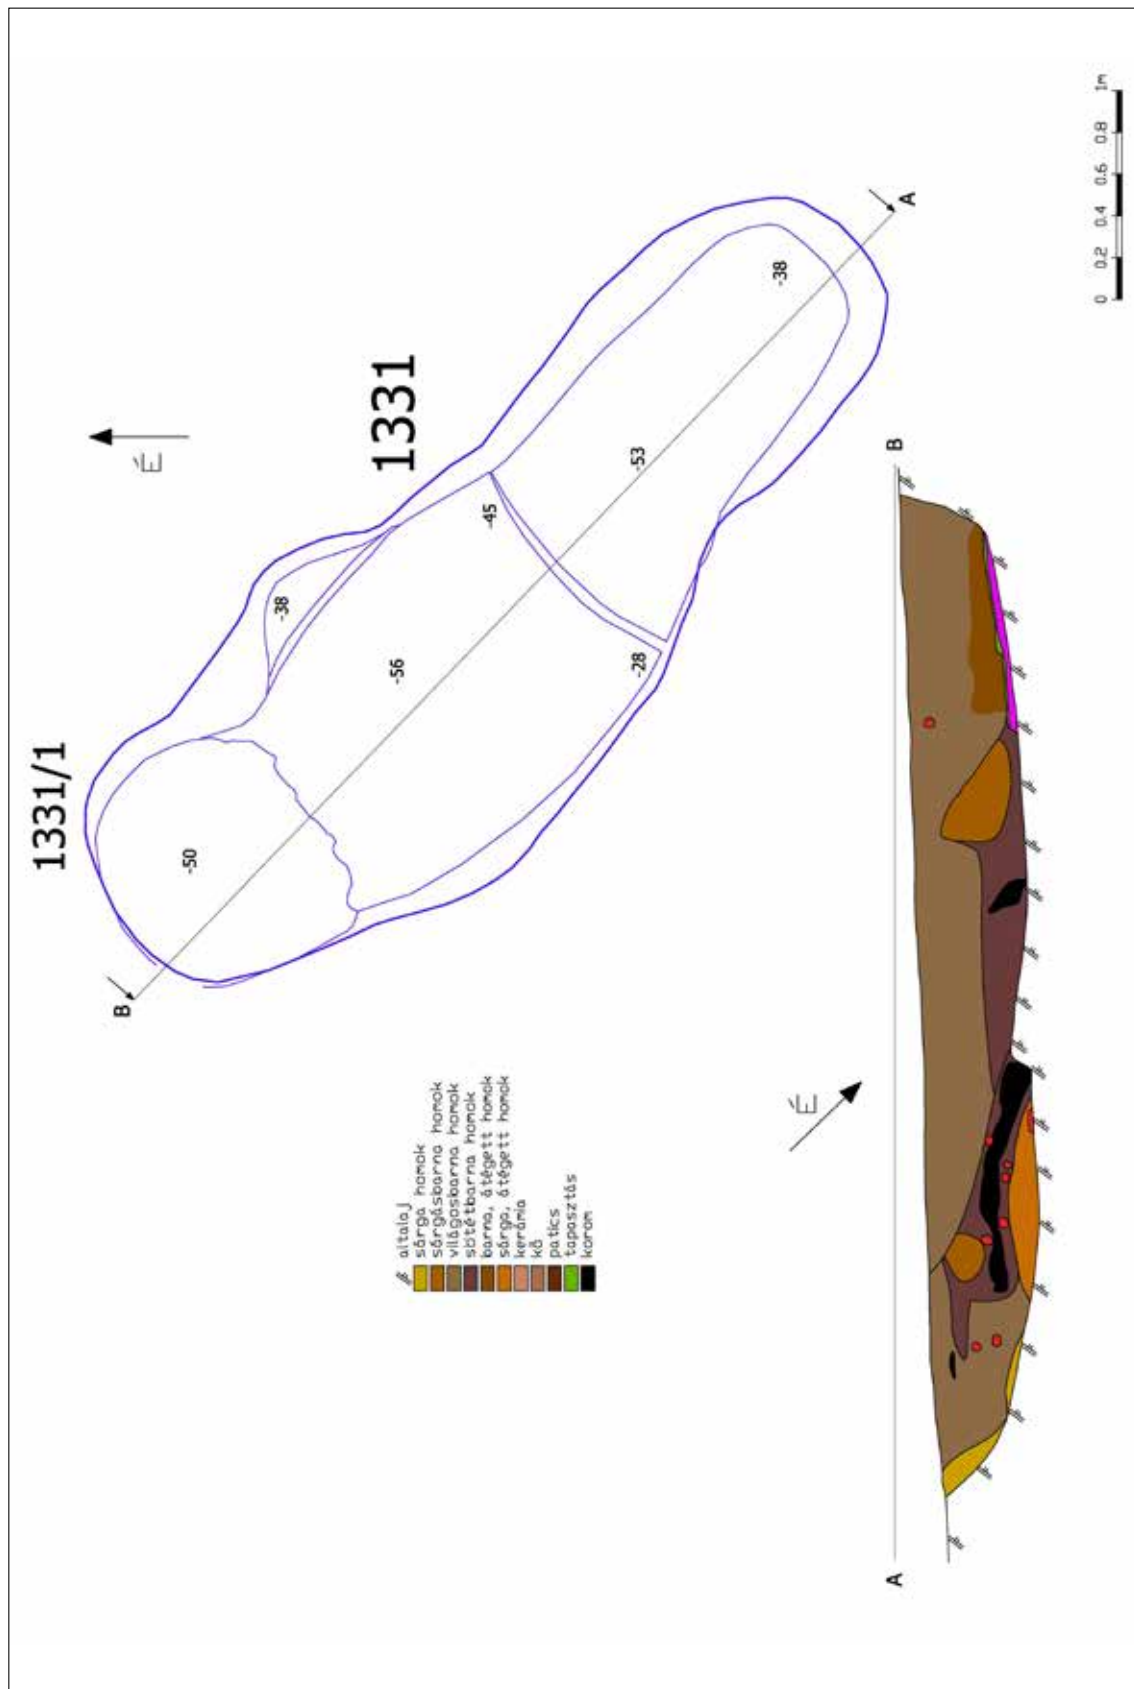 1331/1
1331
É
B
-50
-38
-56
-45
-28
-53
-38
A
altalaj
sárga homok
sárgásbarna homok
világosbarna homok
sötétbarna homok
barna, átégett homok
sárga, átégett homok
kerámia
kõ
patics
tapasztás
korom
É
A
B
0 0.2 0.4 0.6 0.8 1m